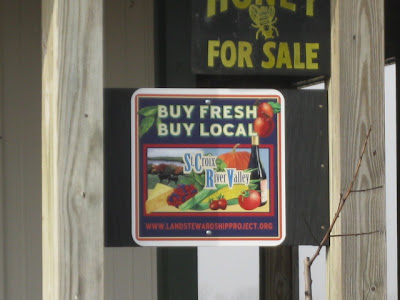 HONEY
FOR SALE
BUY FRESH
BUY LOCAL
St. Croix
River Valley
WWW.LANDSTEWARDSHIPPROJECT.ORG